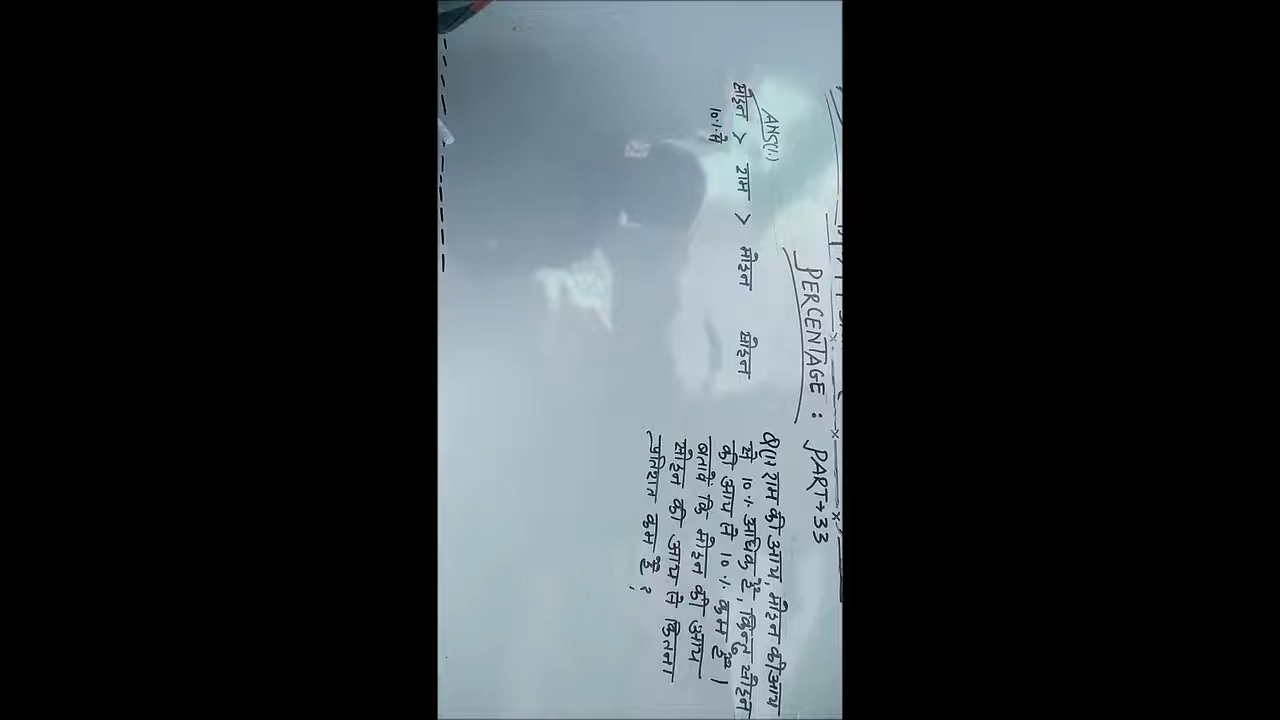 PERCENTAGE : PART→33
Q(1) राम की आय, मोहन की आय
से 10% अधिक है, किन्तु सोहन
की आय से 10% कम है।
बतावें कि मोहन की आय
सोहन की आय से कितना
प्रतिशत कम है?
ANS(1.)
सोहन > राम > मोहन सोहन
10% से